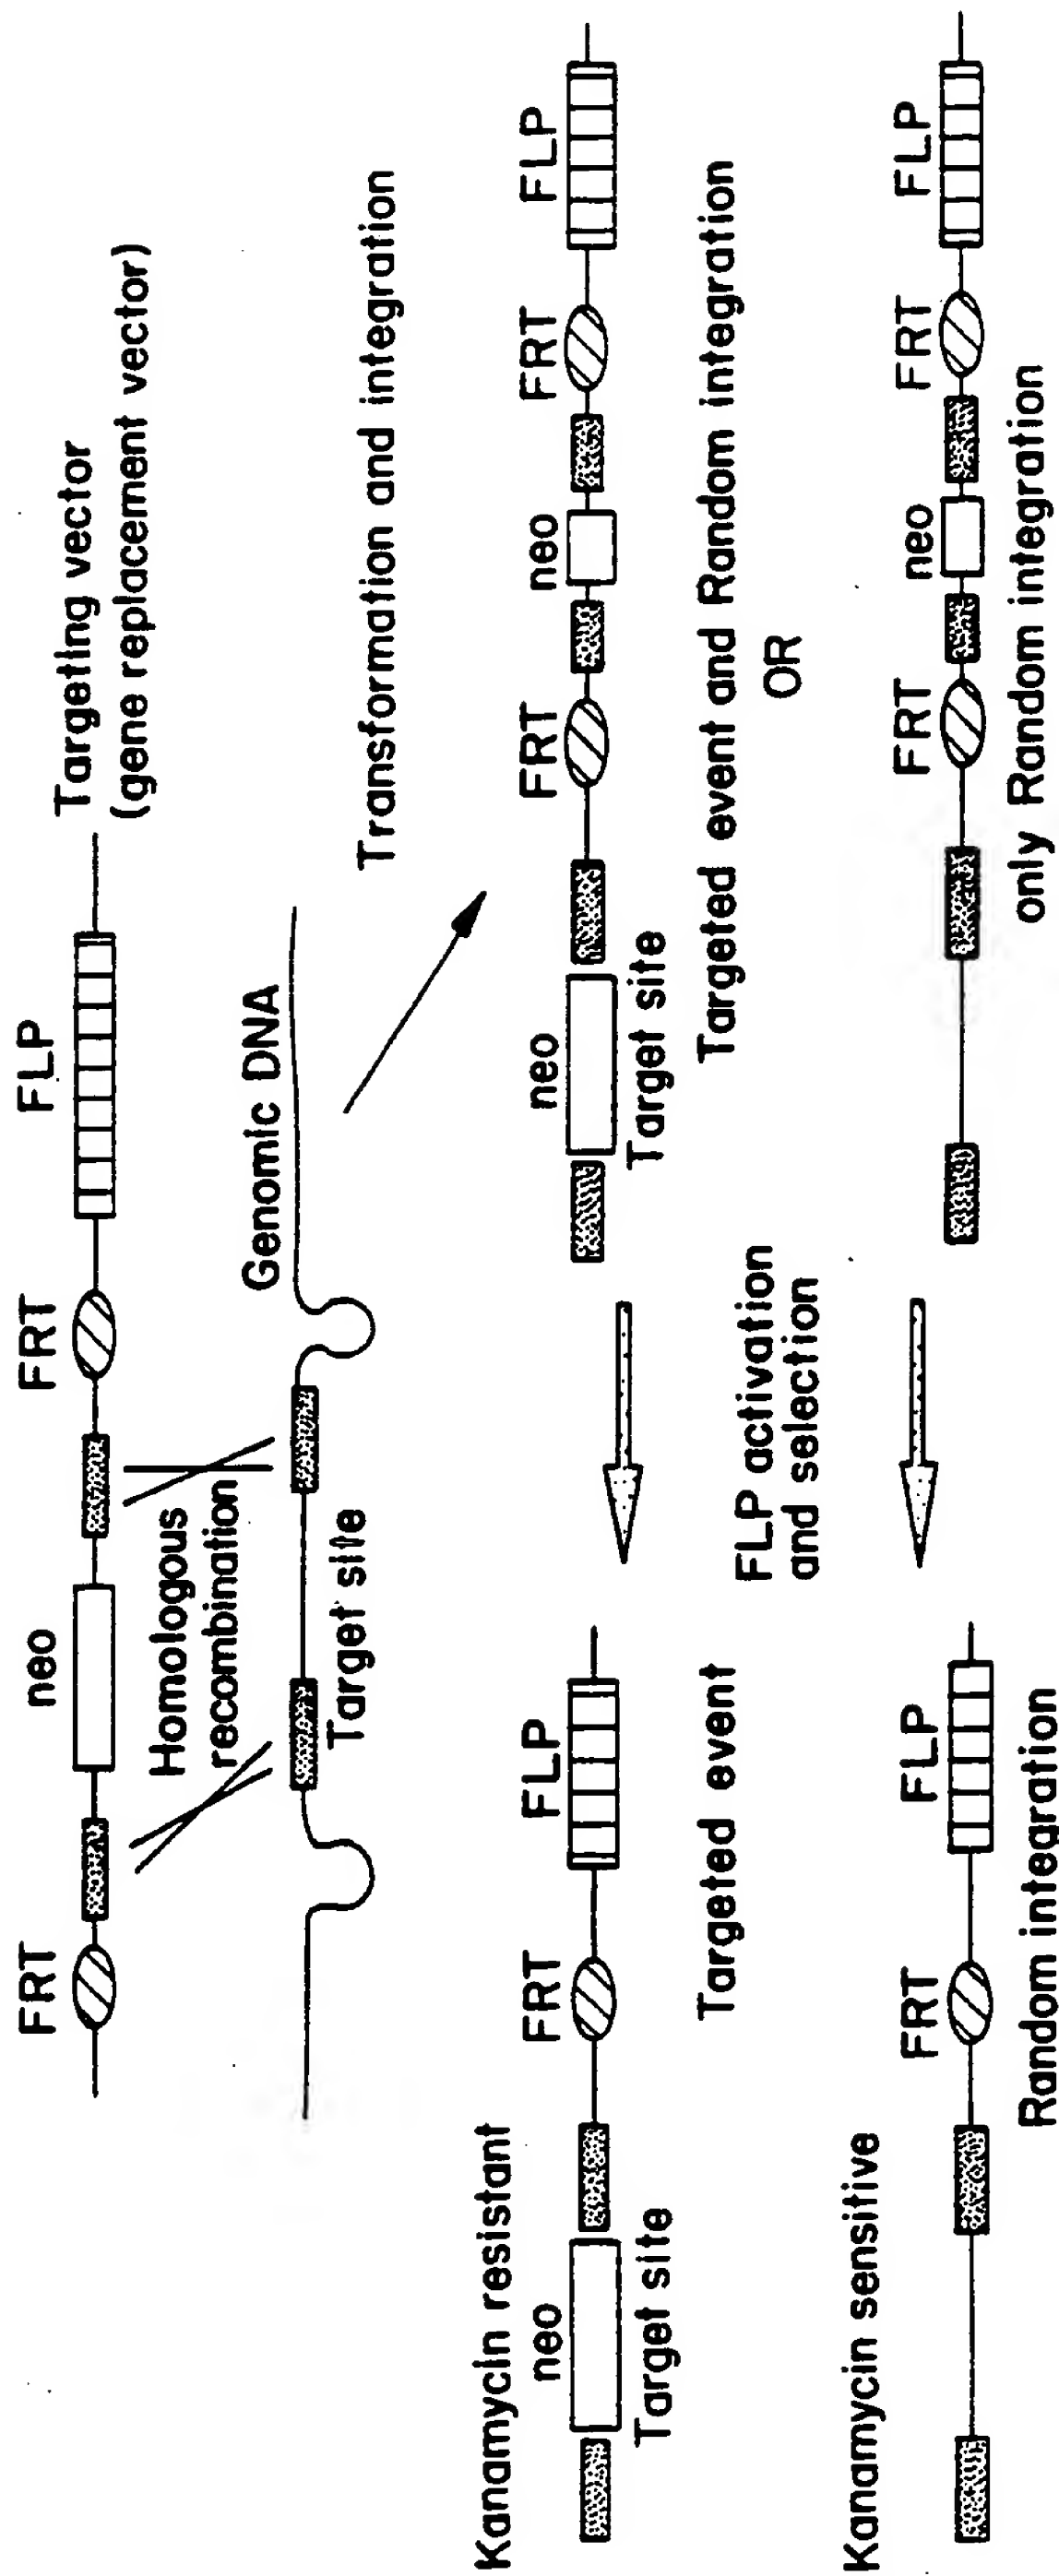 FRT neo FRT FLP
Targeting vector
(gene replacement vector)
Homologous
recombination
Genomic DNA
Target site
Transformation and integration
Kanamycin resistant
neo FRT FLP
Target site
Targeted event
neo FRT neo FRT FLP
Target site
Targeted event and Random integration
OR
FLP activation
and selection
Kanamycin sensitive
FRT FLP
Random integration
FRT neo FRT FLP
only Random integration